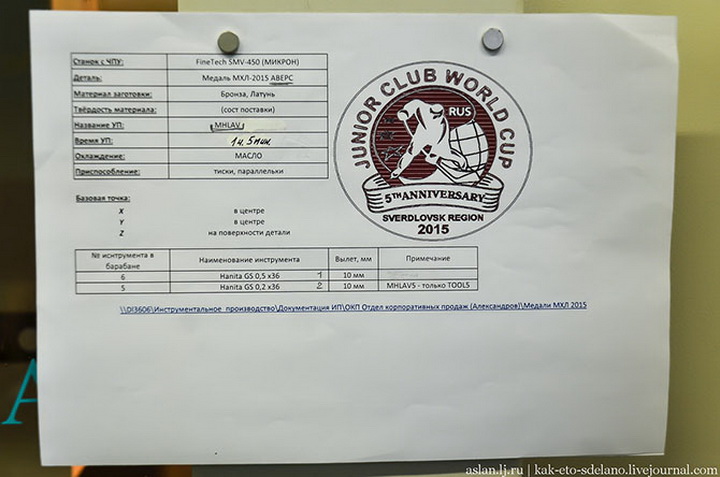 Станок с ЧПУ: FineTech SMV-450 (МИКРОН)
Деталь: Медаль МХЛ-2015 АВЕРС
Материал заготовки: Бронза, Латунь
Твёрдость материала: (сост поставки)
Название УП: MHLAV
Время УП: 1ч. 5мин
Охлаждение: МАСЛО
Приспособление: тиски, параллельки
JUNIOR CLUB WORLD CUP
RUS
5TH ANNIVERSARY
SVERDLOVSK REGION
2015
Базовая точка:
X в центре
Y в центре
Z на поверхности детали
№ иснтрумента в барабане Наименование инструмента Вылет, мм Примечание
6 Hanita GS 0,5 x36 1 10 мм
5 Hanita GS 0,2 x36 2 10 мм MHLAV5 - только TOOL5
\\DI3606\Инструментальное производство\Документация ИП\ОКП Отдел корпоративных продаж (Александров)\Медали МХЛ 2015
A
aslan.lj.ru | kak-eto-sdelano.livejournal.com